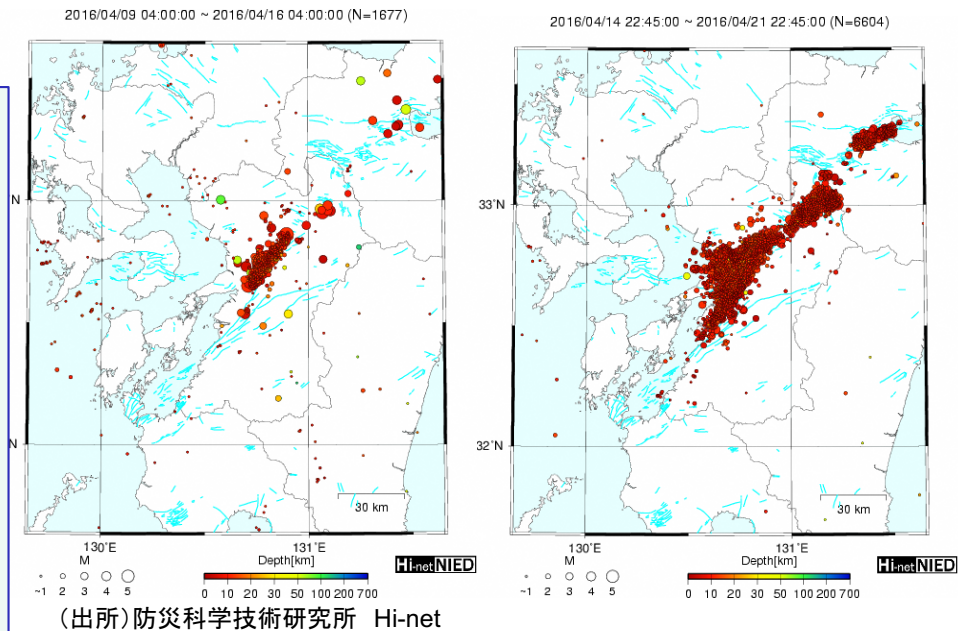 2016/04/09 04:00:00 ~ 2016/04/16 04:00:00 (N=1677)
N
N
130°E
131°E
30 km
M
~1 2 3 4 5
Depth[km]
0 10 20 30 50 100 200 700
Hi-net NIED
2016/04/14 22:45:00 ~ 2016/04/21 22:45:00 (N=6604)
33°N
32°N
130°E
131°E
30 km
M
~1 2 3 4 5
Depth[km]
0 10 20 30 50 100 200 700
Hi-net NIED
（出所）防災科学技術研究所 Hi-net